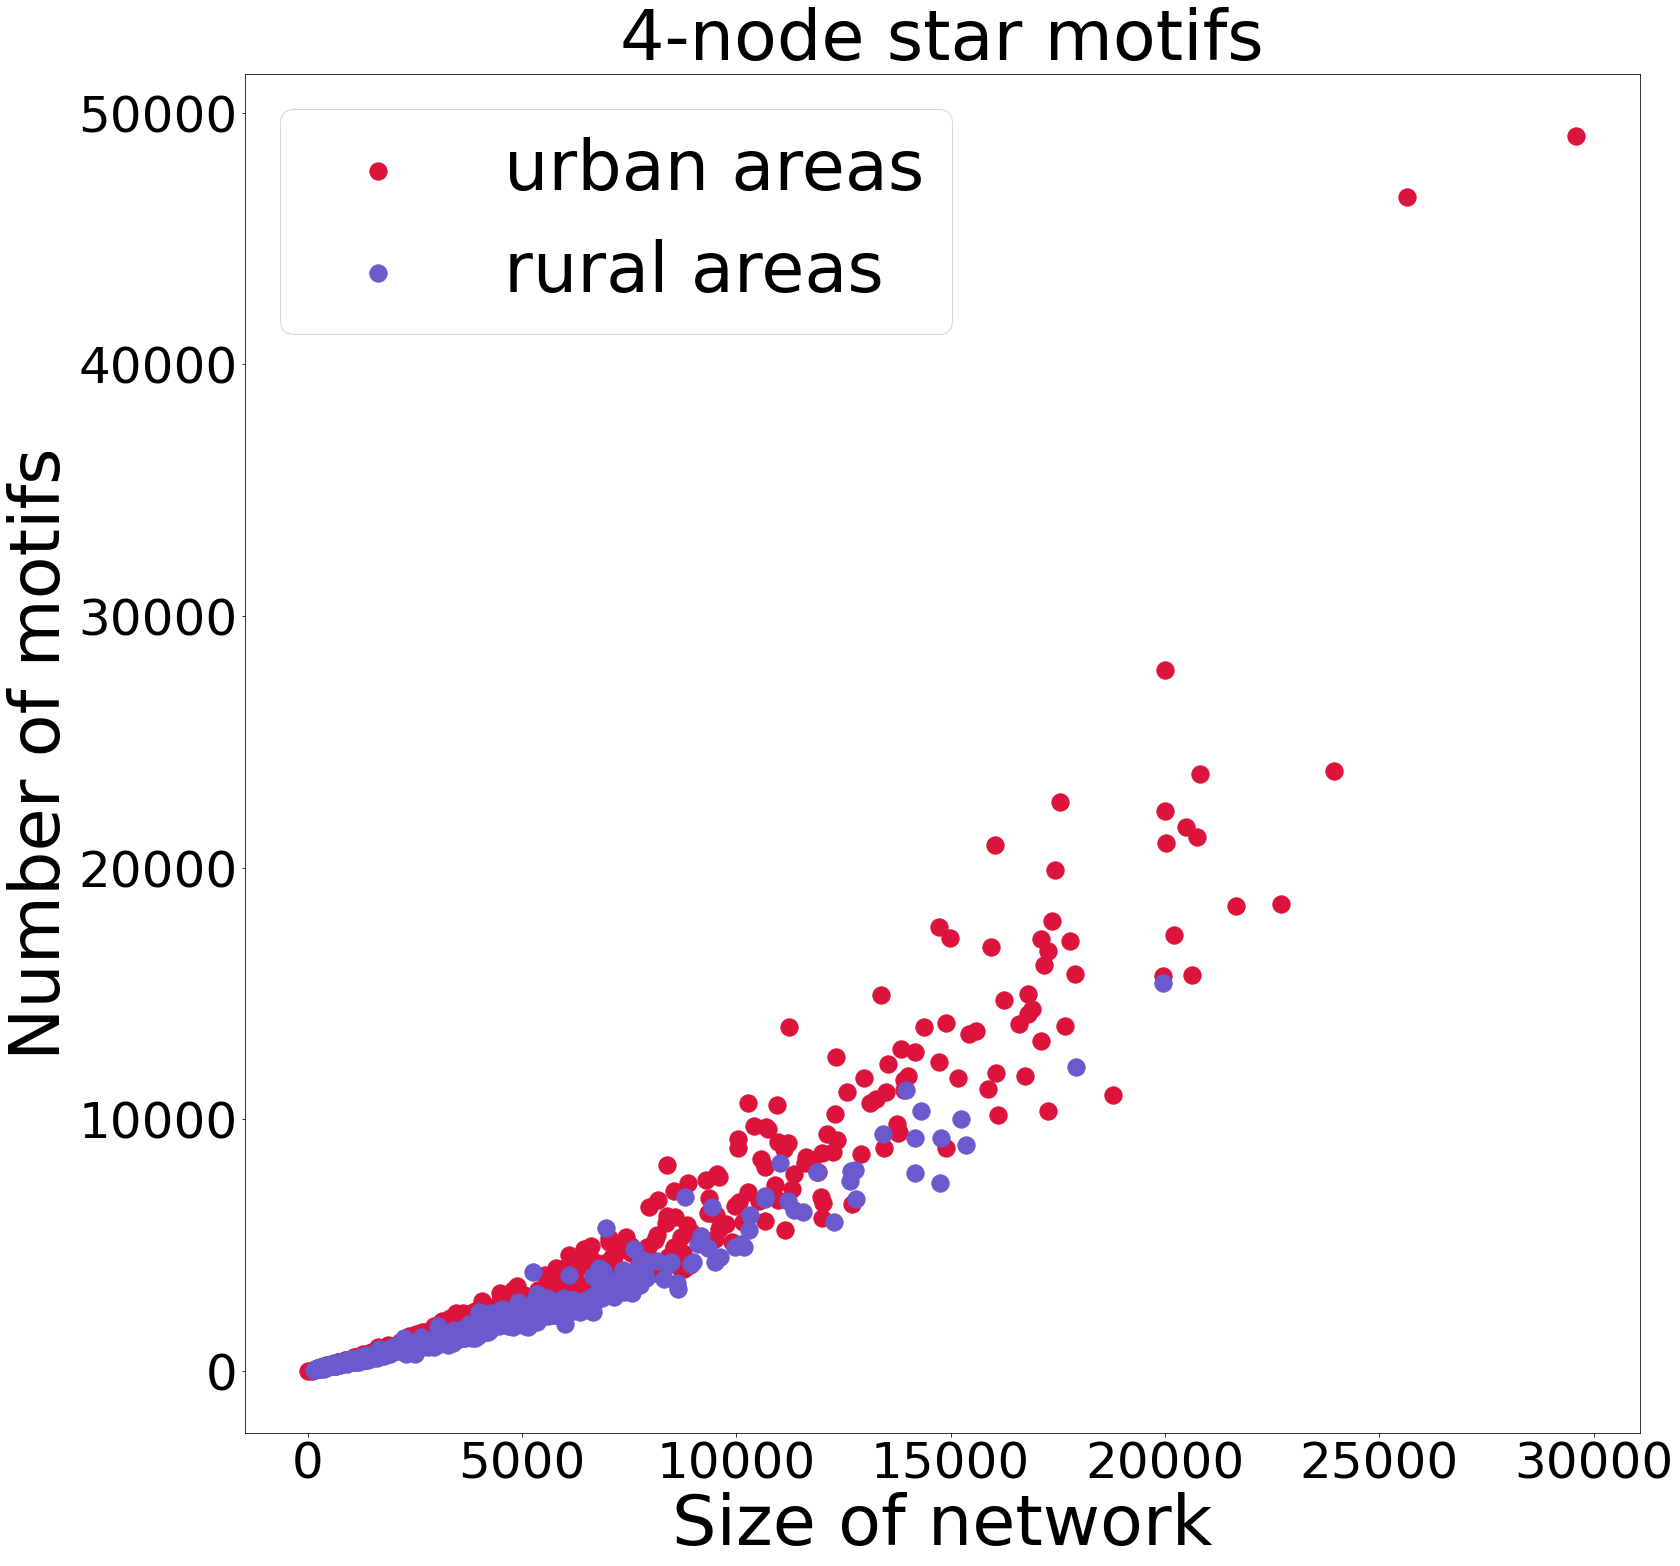 4-node star motifs
urban areas
rural areas
Number of motifs
50000
40000
30000
20000
10000
0
0 5000 10000 15000 20000 25000 30000
Size of network